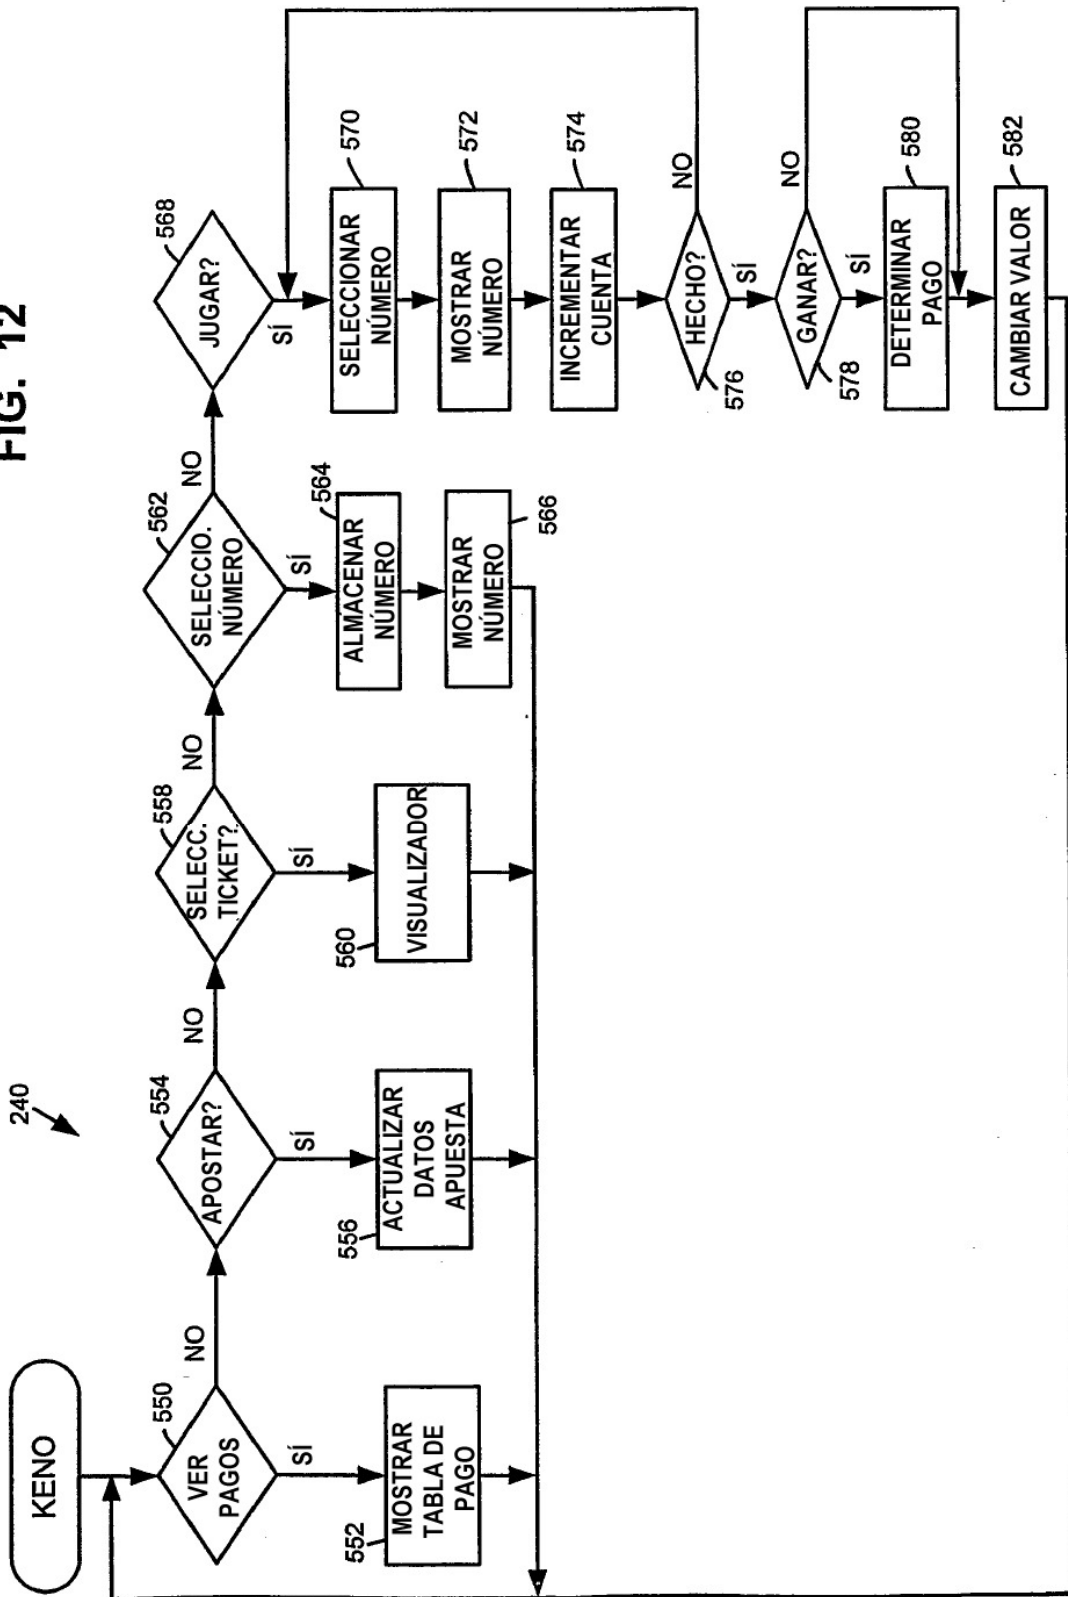 FIG. 12
240
KENO
550
VER
PAGOS
NO
SÍ
552
MOSTRAR
TABLA DE
PAGO
554
APOSTAR?
NO
SÍ
556
ACTUALIZAR
DATOS
APUESTA
558
SELECC.
TICKET?
NO
SÍ
560
VISUALIZADOR
562
SELECCIO.
NÚMERO
NO
SÍ
564
ALMACENAR
NÚMERO
566
MOSTRAR
NÚMERO
568
JUGAR?
SÍ
570
SELECCIONAR
NÚMERO
572
MOSTRAR
NÚMERO
574
INCREMENTAR
CUENTA
576
HECHO?
NO
SÍ
578
GANAR?
NO
SÍ
580
DETERMINAR
PAGO
582
CAMBIAR VALOR